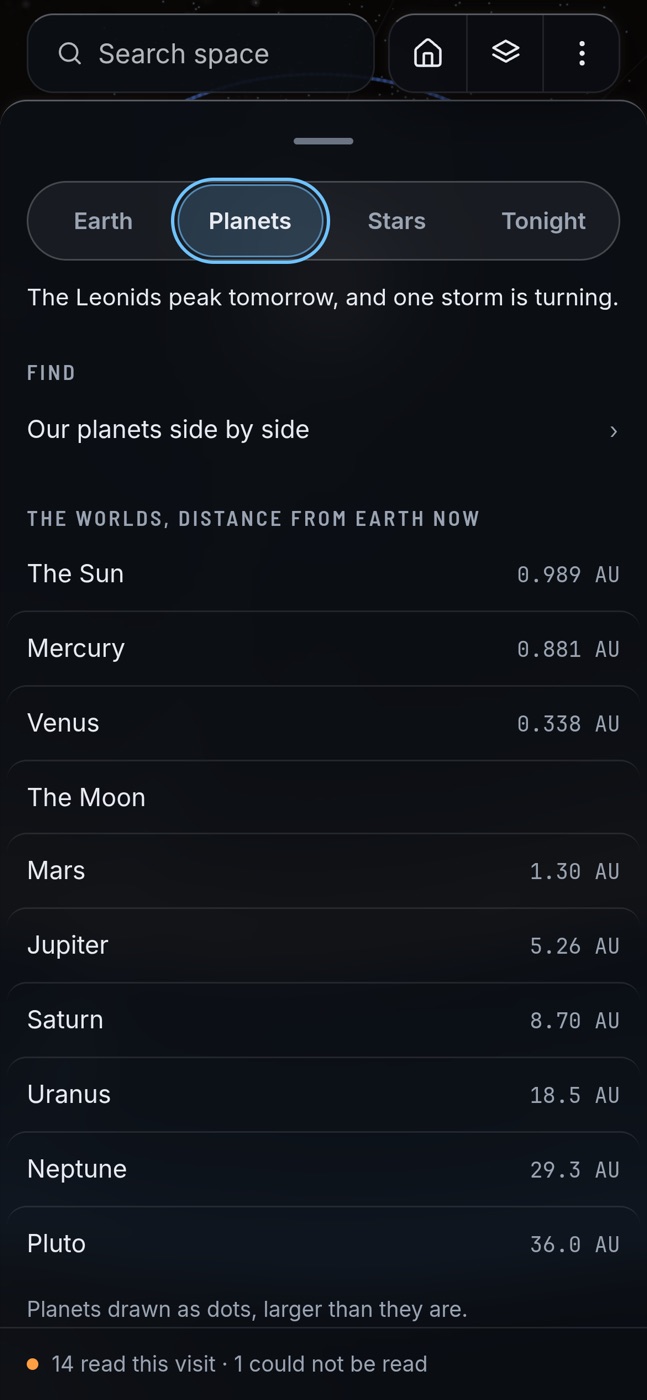 Search space
Earth Planets Stars Tonight
The Leonids peak tomorrow, and one storm is turning.
FIND
Our planets side by side ›
THE WORLDS, DISTANCE FROM EARTH NOW
The Sun 0.989 AU
Mercury 0.881 AU
Venus 0.338 AU
The Moon
Mars 1.30 AU
Jupiter 5.26 AU
Saturn 8.70 AU
Uranus 18.5 AU
Neptune 29.3 AU
Pluto 36.0 AU
Planets drawn as dots, larger than they are.
14 read this visit · 1 could not be read